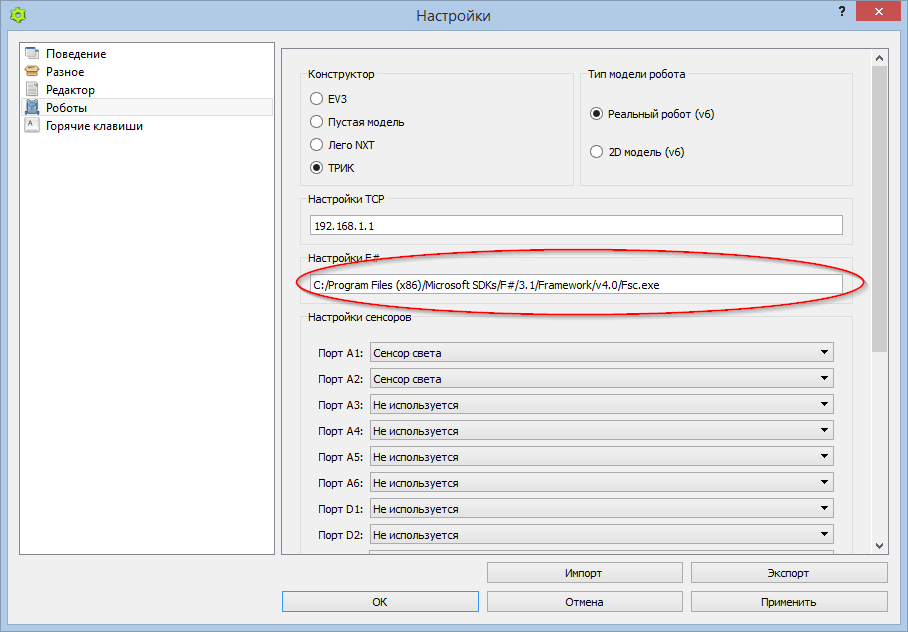 Настройки
?
Поведение
Разное
Редактор
Роботы
A
Горячие клавиши
Конструктор
EV3
Пустая модель
Лего NXT
ТРИК
Тип модели робота
Реальный робот (v6)
2D модель (v6)
Настройки TCP
192.168.1.1
Настройки F#
C:/Program Files (x86)/Microsoft SDKs/F#/3.1/Framework/v4.0/Fsc.exe
Настройки сенсоров
Порт A1: Сенсор света
Порт A2: Сенсор света
Порт A3: Не используется
Порт A4: Не используется
Порт A5: Не используется
Порт A6: Не используется
Порт D1: Не используется
Порт D2: Не используется
Импорт
Экспорт
ОК
Отмена
Применить